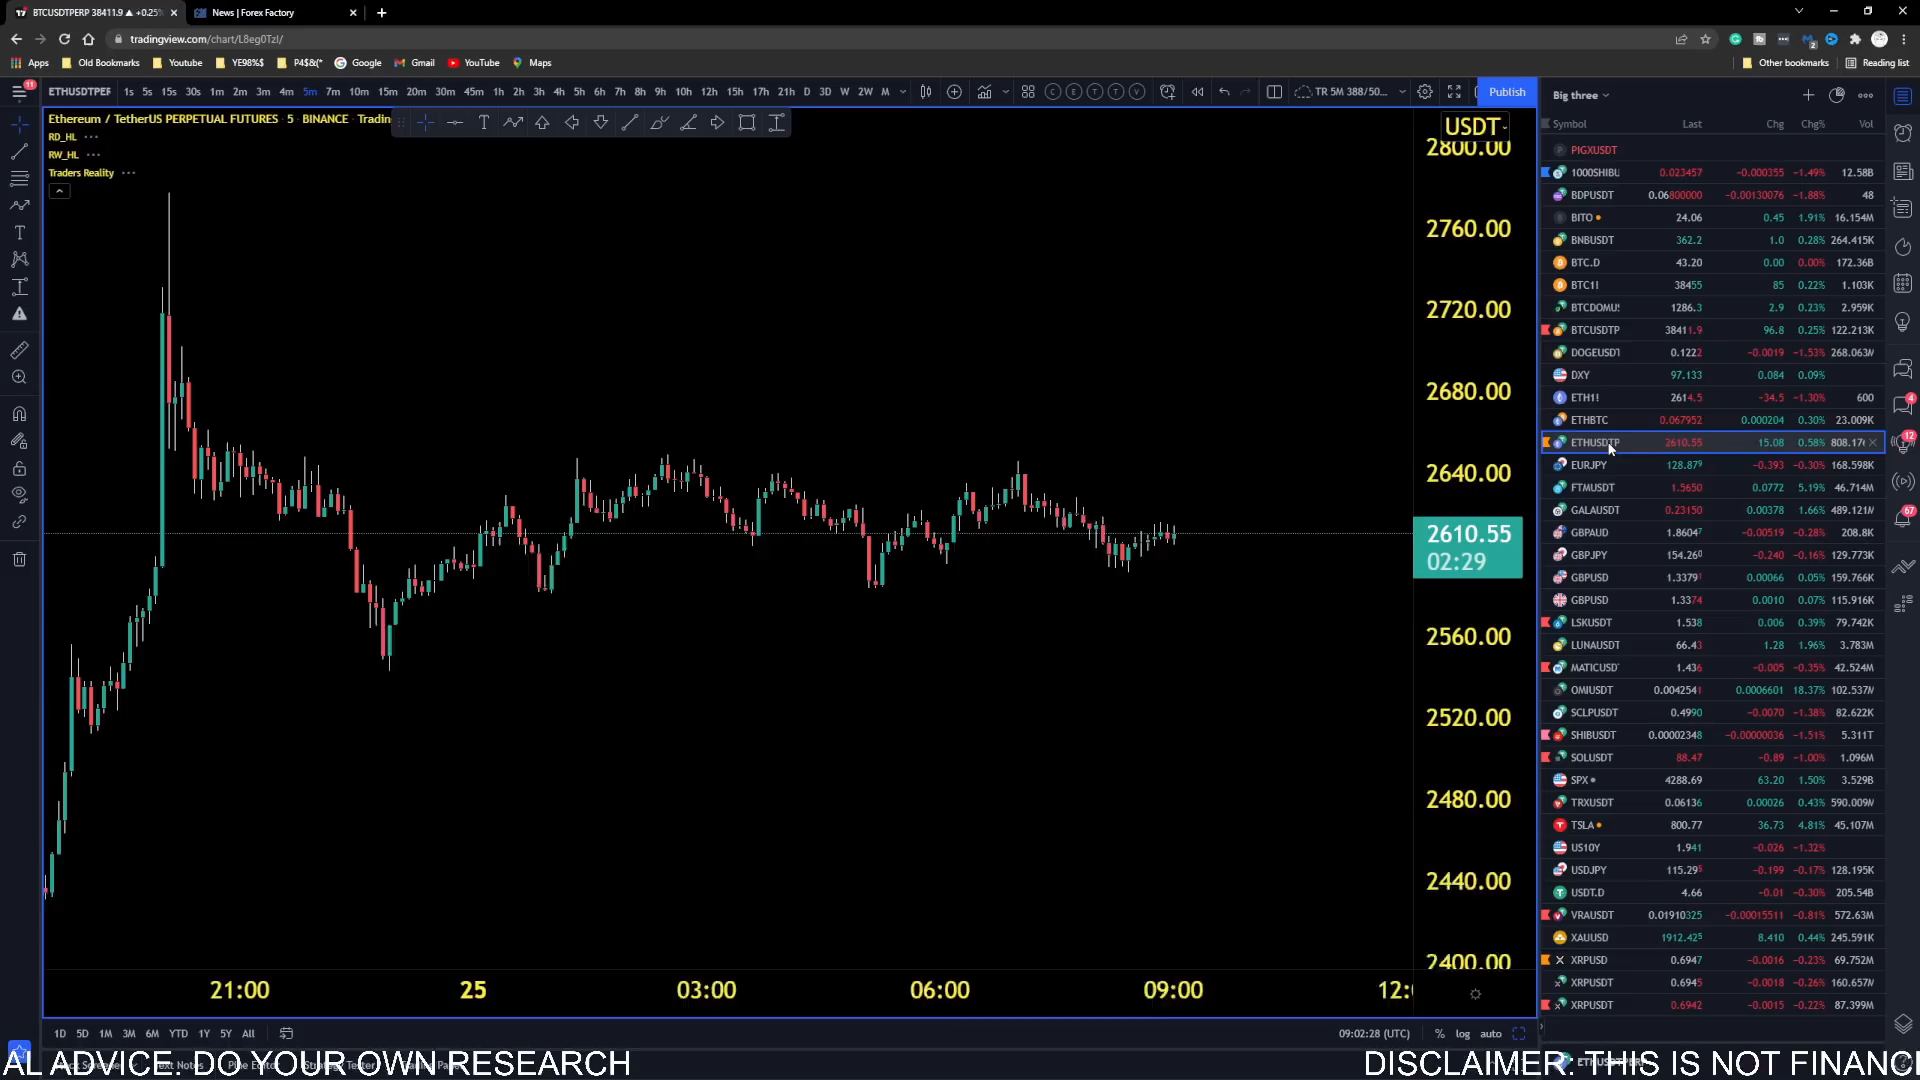 BTCUSDTPERP 38411.9 ▲ +0.25%
News | Forex Factory
tradingview.com/chart/L8eg0TzI/
Apps Old Bookmarks Youtube YE98%$ P4$&(* Google Gmail YouTube Maps Other bookmarks Reading list
11 ETHUSDTPER 1s 5s 15s 30s 1m 2m 3m 4m 5m 7m 10m 15m 20m 30m 45m 1h 2h 3h 4h 5h 6h 7h 8h 9h 10h 12h 15h 17h 21h D 3D W 2W M TR 5M 388/50... Publish
Big three
Ethereum / TetherUS PERPETUAL FUTURES · 5 · BINANCE · Tradin
RD_HL
RW_HL
Traders Reality
USDT
2800.00
2760.00
2720.00
2680.00
2640.00
2610.55
02:29
2560.00
2520.00
2480.00
2440.00
2400.00
21:00 25 03:00 06:00 09:00 12:
Symbol Last Chg Chg% Vol
PIGXUSDT
1000SHIBU 0.023457 −0.000355 −1.49% 12.58B
BDPUSDT 0.06800000 −0.00130076 −1.88% 48
BITO 24.06 0.45 1.91% 16.154M
BNBUSDT 362.2 1.0 0.28% 264.415K
BTC.D 43.20 0.00 0.00% 172.36B
BTC1! 38455 85 0.22% 1.103K
BTCDOMU 1286.3 2.9 0.23% 2.959K
BTCUSDTP 38411.9 96.8 0.25% 122.213K
DOGEUSDT 0.1222 −0.0019 −1.53% 268.063M
DXY 97.133 0.084 0.09%
ETH1! 2614.5 −34.5 −1.30% 600
ETHBTC 0.067952 0.000204 0.30% 23.009K
ETHUSDTP 2610.55 15.08 0.58% 808.17
EURJPY 128.879 −0.393 −0.30% 168.598K
FTMUSDT 1.5650 0.0772 5.19% 46.714M
GALAUSDT 0.23150 0.00378 1.66% 489.121M
GBPAUD 1.86047 −0.00519 −0.28% 208.8K
GBPJPY 154.260 −0.240 −0.16% 129.773K
GBPUSD 1.33791 0.00066 0.05% 159.766K
GBPUSD 1.3374 0.0010 0.07% 115.916K
LSKUSDT 1.538 0.006 0.39% 79.742K
LUNAUSDT 66.43 1.28 1.96% 3.783M
MATICUSD 1.436 −0.005 −0.35% 42.524M
OMIUSDT 0.0042541 0.0006601 18.37% 102.537M
SCLPUSDT 0.4990 −0.0070 −1.38% 82.622K
SHIBUSDT 0.00002348 −0.00000036 −1.51% 5.311T
SOLUSDT 88.47 −0.89 −1.00% 1.096M
SPX 4288.69 63.20 1.50% 3.529B
TRXUSDT 0.06136 0.00026 0.43% 590.009M
TSLA 800.77 36.73 4.81% 45.107M
US10Y 1.941 −0.026 −1.32%
USDJPY 115.295 −0.199 −0.17% 128.195K
USDT.D 4.66 −0.01 −0.30% 205.54B
VRAUSDT 0.01910325 −0.00015511 −0.81% 572.63M
XAUUSD 1912.425 8.410 0.44% 245.591K
XRPUSD 0.6947 −0.0016 −0.23% 69.752M
XRPUSDT 0.6945 −0.0018 −0.26% 160.657M
XRPUSDT 0.6942 −0.0015 −0.22% 87.399M
4
12
67
1D 5D 1M 3M 6M YTD 1Y 5Y All 09:02:28 (UTC) % log auto
AL ADVICE. DO YOUR OWN RESEARCH DISCLAIMER: THIS IS NOT FINANCI